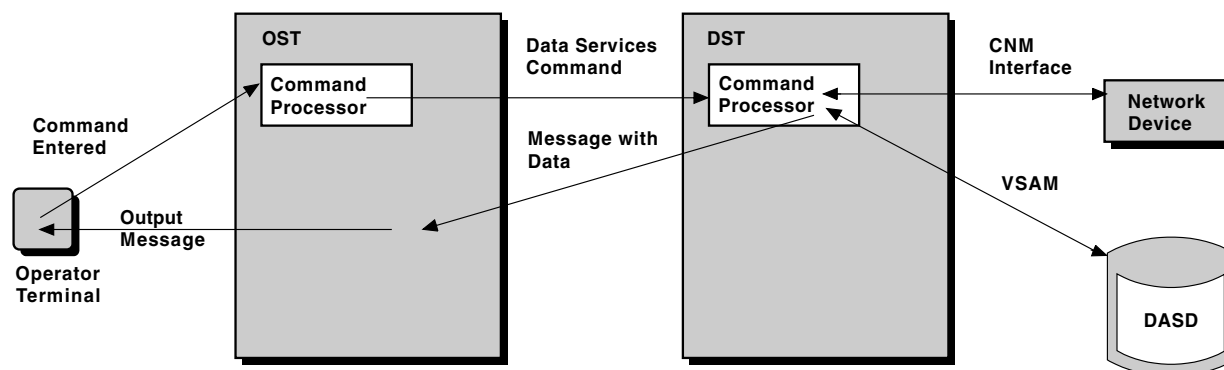 OST
Command
Processor
Data Services
Command
DST
Command
Processor
CNM
Interface
Network
Device
Command
Entered
Message with
Data
VSAM
Output
Message
Operator
Terminal
DASD